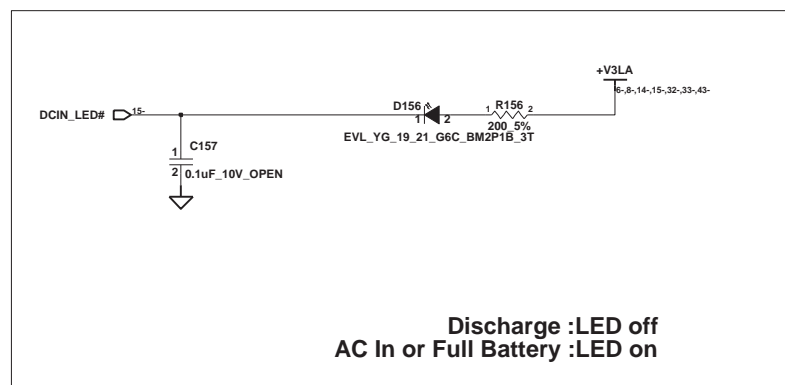 +V3LA
6-,8-,14-,15-,32-,33-,43-
DCIN_LED# 15-
D156
1 2
EVL_YG_19_21_G6C_BM2P1B_3T
1 R156 2
200_5%
C157
1
2
0.1uF_10V_OPEN
Discharge :LED off
AC In or Full Battery :LED on